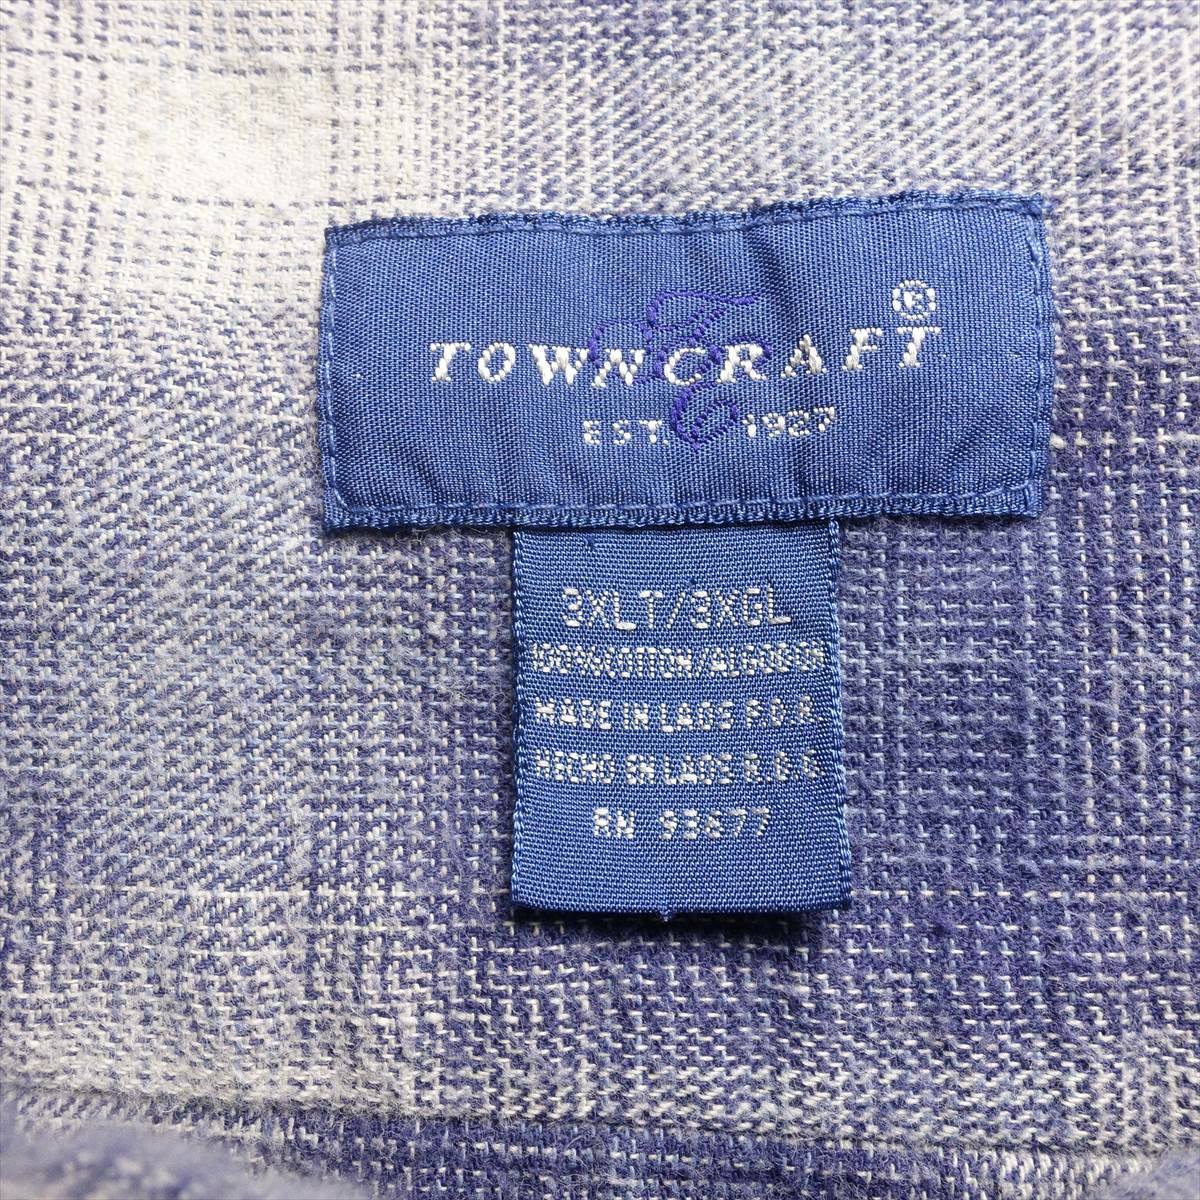 TOWNCRAFT®
EST. 1927
3XLT/3XGL
100% COTTON/ALGODON
MADE IN LAOS P.D.R.
HECHO EN LAOS R.D.
RN 93677